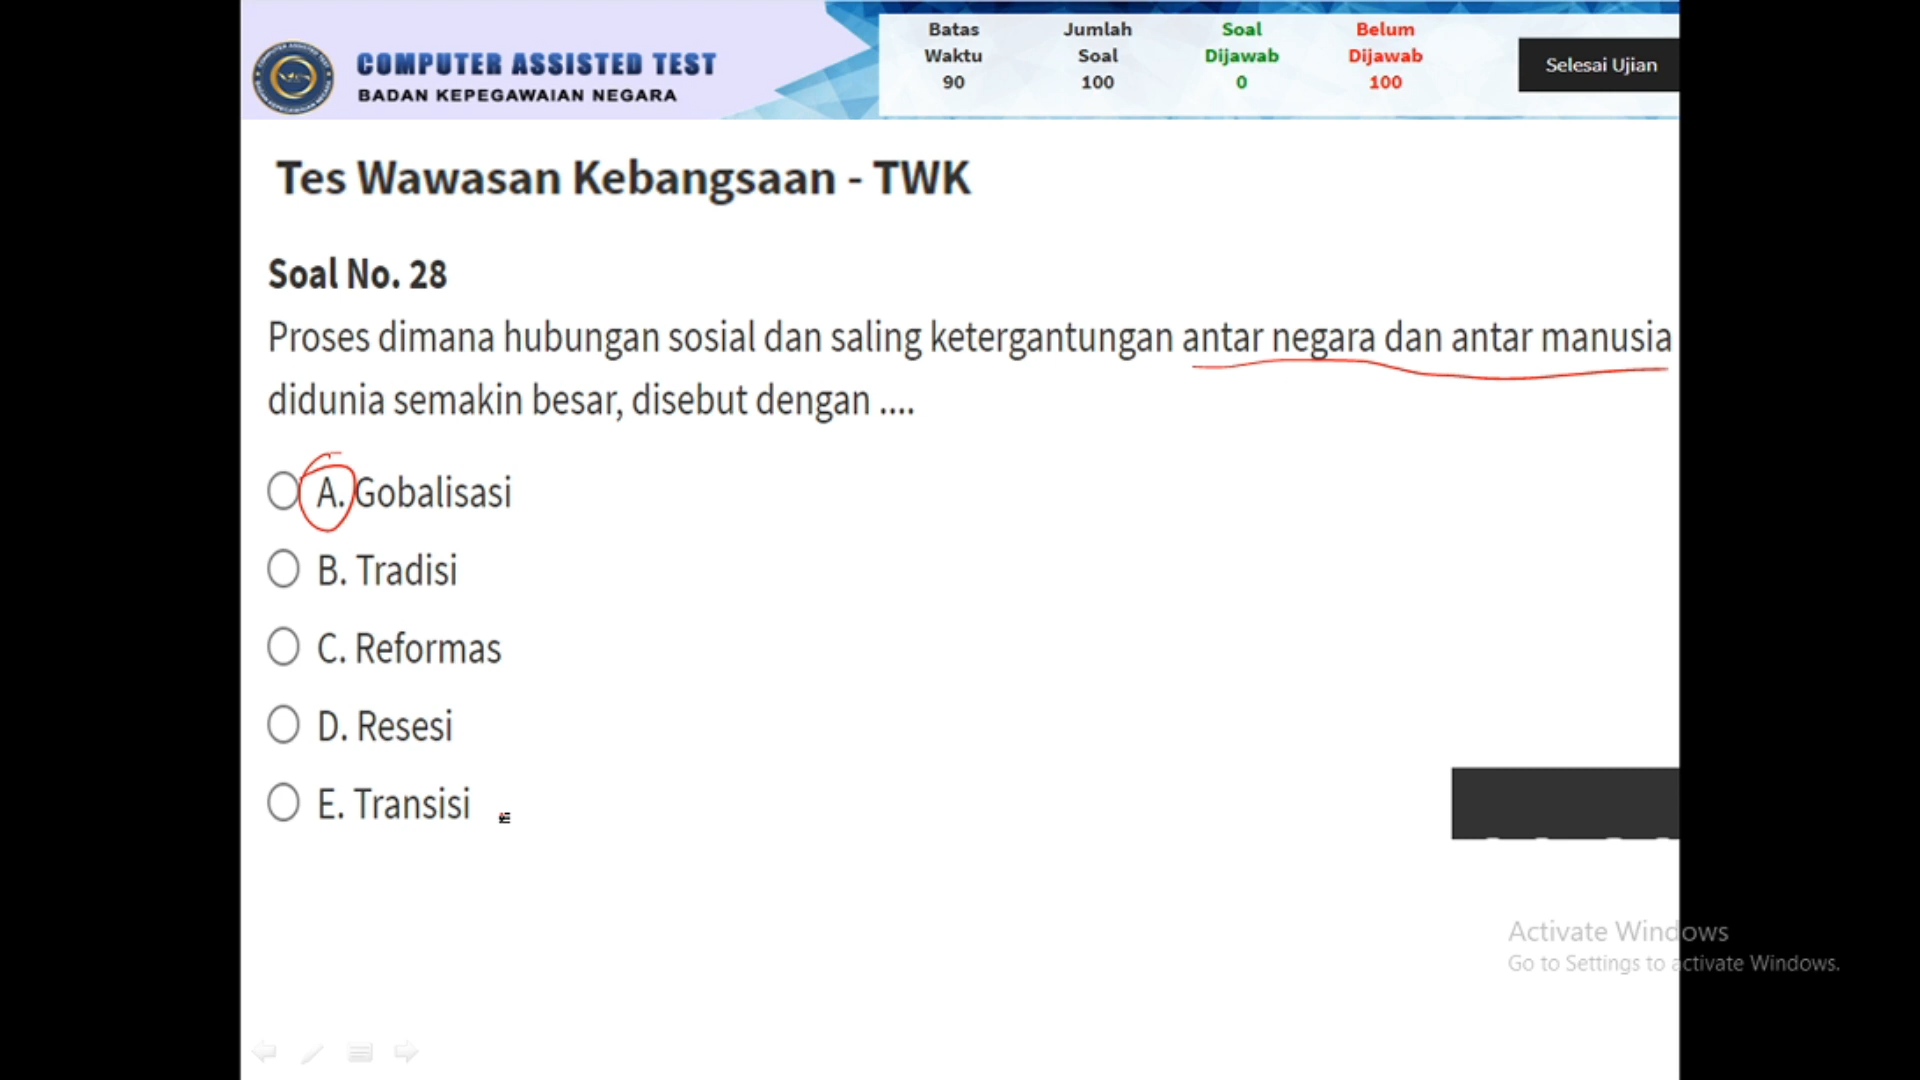 COMPUTER ASSISTED TEST
BADAN KEPEGAWAIAN NEGARA
Batas Waktu 90
Jumlah Soal 100
Soal Dijawab 0
Belum Dijawab 100
Selesai Ujian
Tes Wawasan Kebangsaan - TWK
Soal No. 28
Proses dimana hubungan sosial dan saling ketergantungan antar negara dan antar manusia
didunia semakin besar, disebut dengan ....
A. Gobalisasi
B. Tradisi
C. Reformas
D. Resesi
E. Transisi
Activate Windows
Go to Settings to activate Windows.